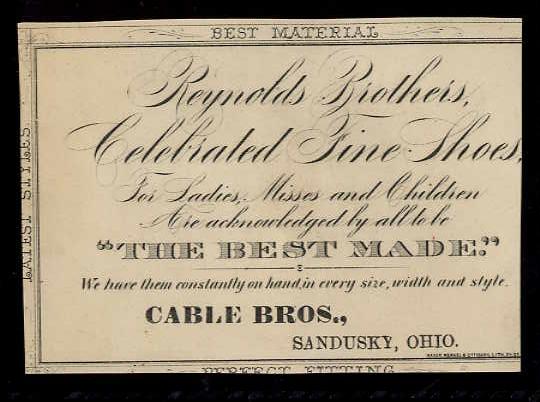 BEST MATERIAL
LATEST STYLES
Reynolds Brothers,
Celebrated Fine Shoes,
For Ladies, Misses and Children
Are acknowledged by all to be
"THE BEST MADE."
We have them constantly on hand, in every size, width and style.
CABLE BROS.,
SANDUSKY, OHIO.
PERFECT FITTING